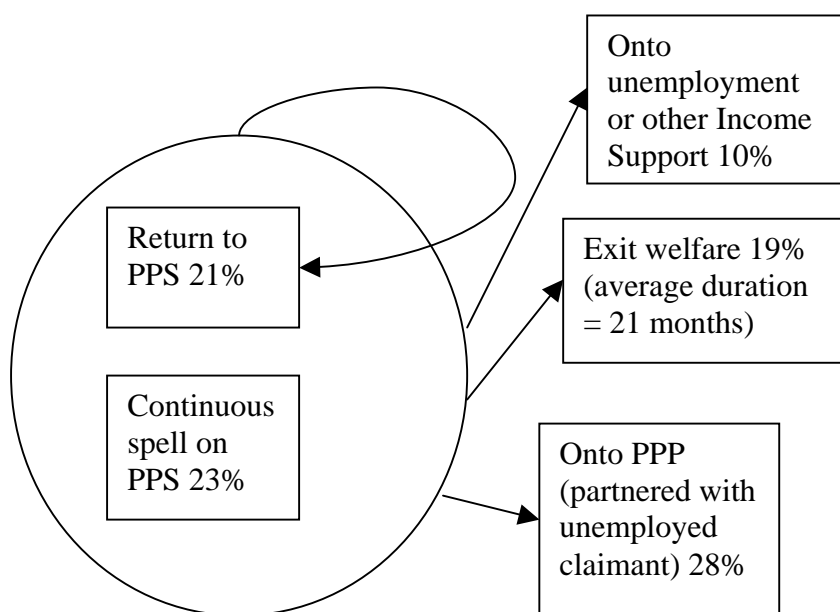 Onto
unemployment
or other Income
Support 10%
Return to
PPS 21%
Exit welfare 19%
(average duration
= 21 months)
Continuous
spell on
PPS 23%
Onto PPP
(partnered with
unemployed
claimant) 28%